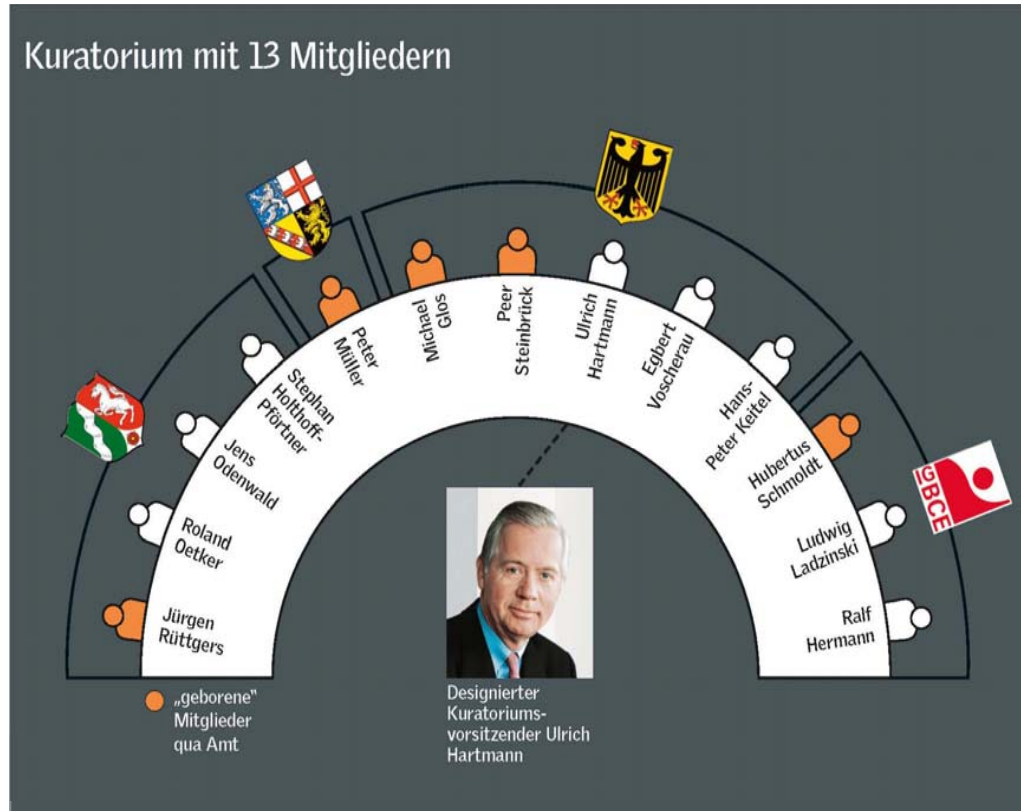 Kuratorium mit 13 Mitgliedern
Jürgen
Rüttgers
Roland
Oetker
Jens
Odenwald
Stephan
Holthoff-
Pförtner
Peter
Müller
Michael
Glos
Peer
Steinbrück
Ulrich
Hartmann
Egbert
Voscherau
Hans-
Peter Keitel
Hubertus
Schmoldt
Ludwig
Ladzinski
Ralf
Hermann
IG
BCE
„geborene"
Mitglieder
qua Amt
Designierter
Kuratoriums-
vorsitzender Ulrich
Hartmann